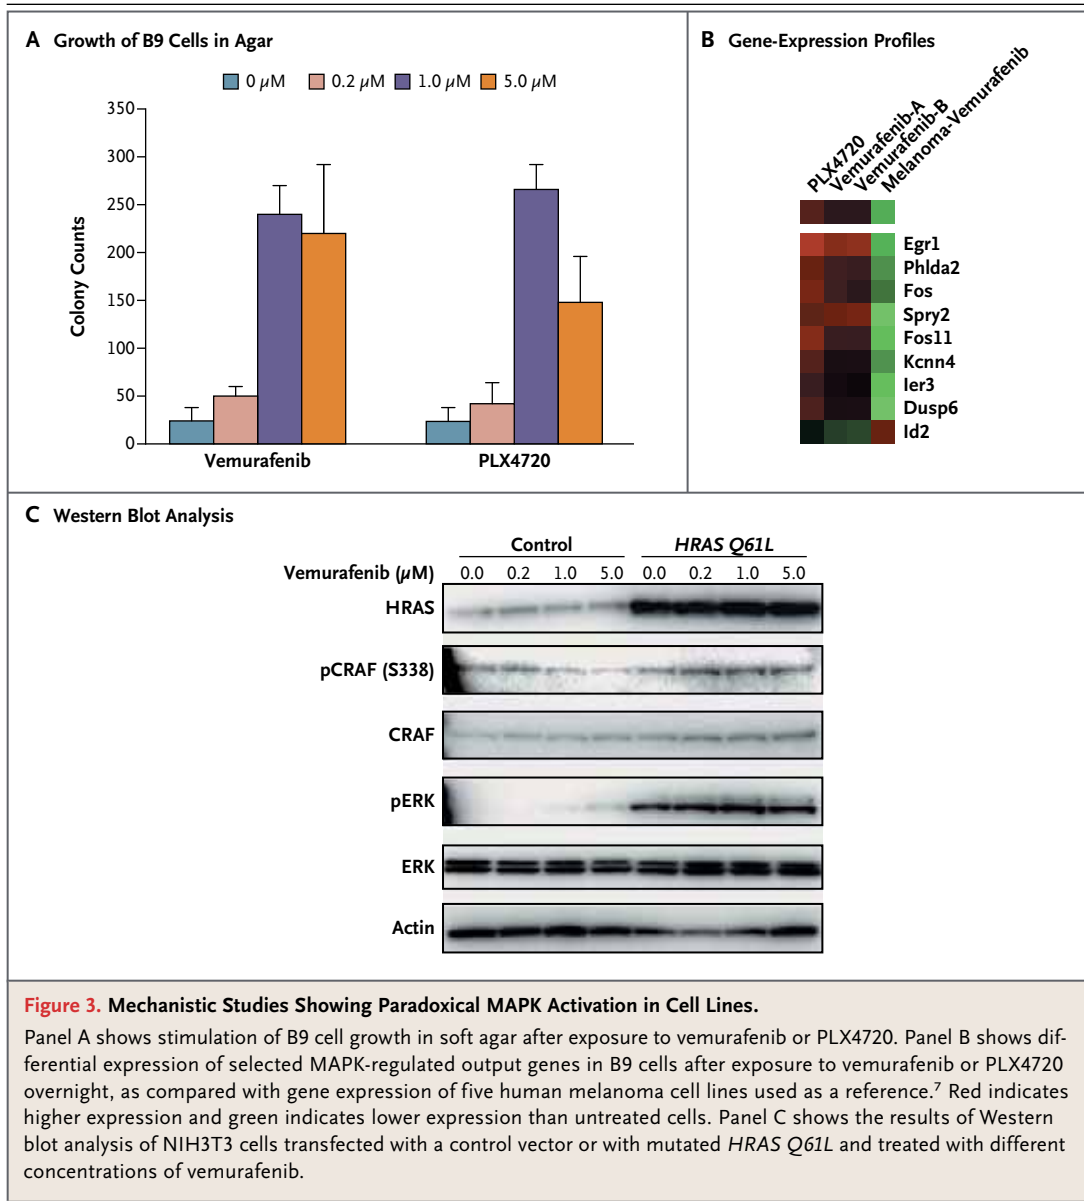 A Growth of B9 Cells in Agar
0 µM 0.2 µM 1.0 µM 5.0 µM
350
300
250
200
150
100
50
0
Colony Counts
Vemurafenib PLX4720
B Gene-Expression Profiles
PLX4720
Vemurafenib-A
Vemurafenib-B
Melanoma-Vemurafenib
Egr1
Phlda2
Fos
Spry2
Fos11
Kcnn4
Ier3
Dusp6
Id2
C Western Blot Analysis
Control HRAS Q61L
Vemurafenib (µM) 0.0 0.2 1.0 5.0 0.0 0.2 1.0 5.0
HRAS
pCRAF (S338)
CRAF
pERK
ERK
Actin
Figure 3. Mechanistic Studies Showing Paradoxical MAPK Activation in Cell Lines.
Panel A shows stimulation of B9 cell growth in soft agar after exposure to vemurafenib or PLX4720. Panel B shows dif-
ferential expression of selected MAPK-regulated output genes in B9 cells after exposure to vemurafenib or PLX4720
overnight, as compared with gene expression of five human melanoma cell lines used as a reference.7 Red indicates
higher expression and green indicates lower expression than untreated cells. Panel C shows the results of Western
blot analysis of NIH3T3 cells transfected with a control vector or with mutated HRAS Q61L and treated with different
concentrations of vemurafenib.